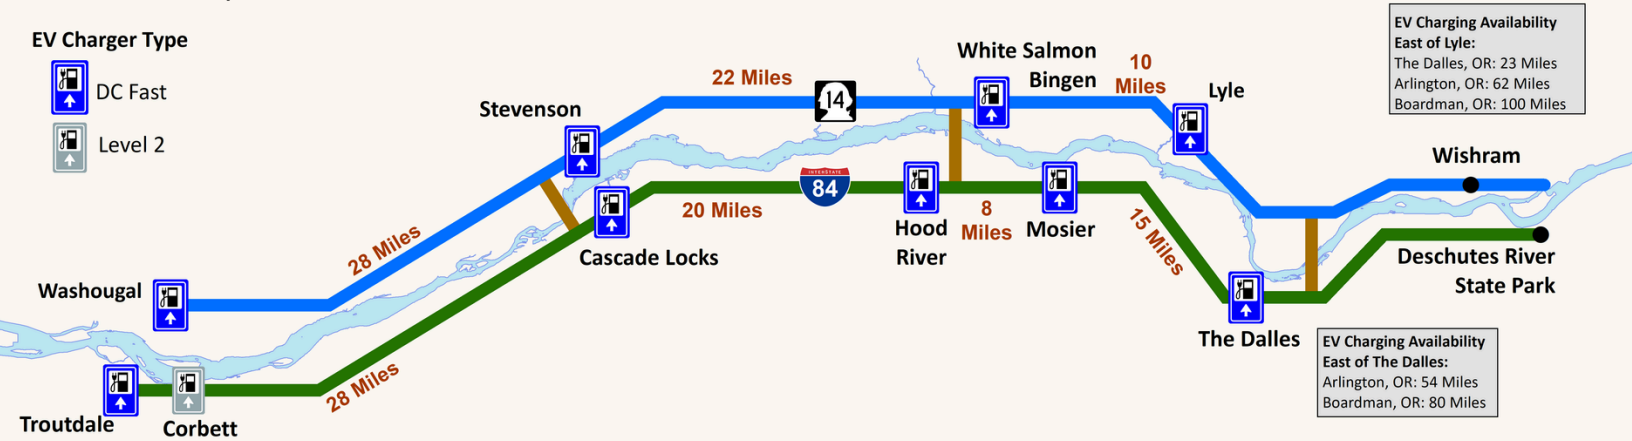 EV Charger Type
DC Fast
Level 2
Stevenson
22 Miles
14
White Salmon
Bingen
10
Miles
Lyle
EV Charging Availability
East of Lyle:
The Dalles, OR: 23 Miles
Arlington, OR: 62 Miles
Boardman, OR: 100 Miles
Wishram
28 Miles
Washougal
Cascade Locks
20 Miles
INTERSTATE
84
Hood
River
8
Miles
Mosier
15 Miles
Deschutes River
State Park
The Dalles
EV Charging Availability
East of The Dalles:
Arlington, OR: 54 Miles
Boardman, OR: 80 Miles
28 Miles
Troutdale
Corbett